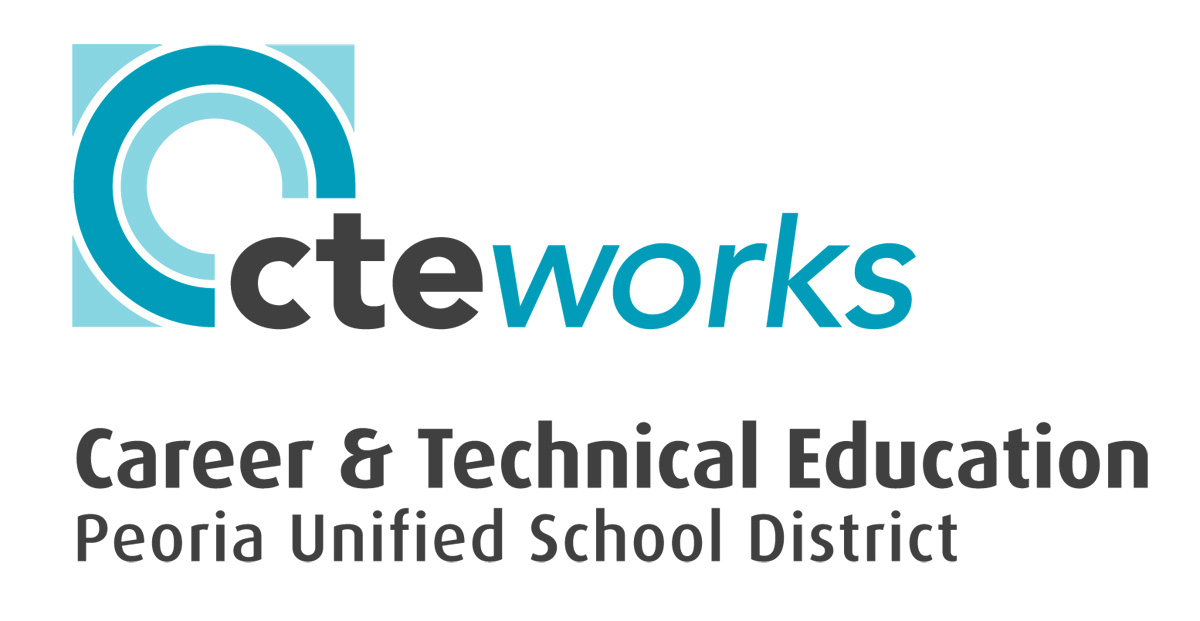 cteworks
Career & Technical Education
Peoria Unified School District